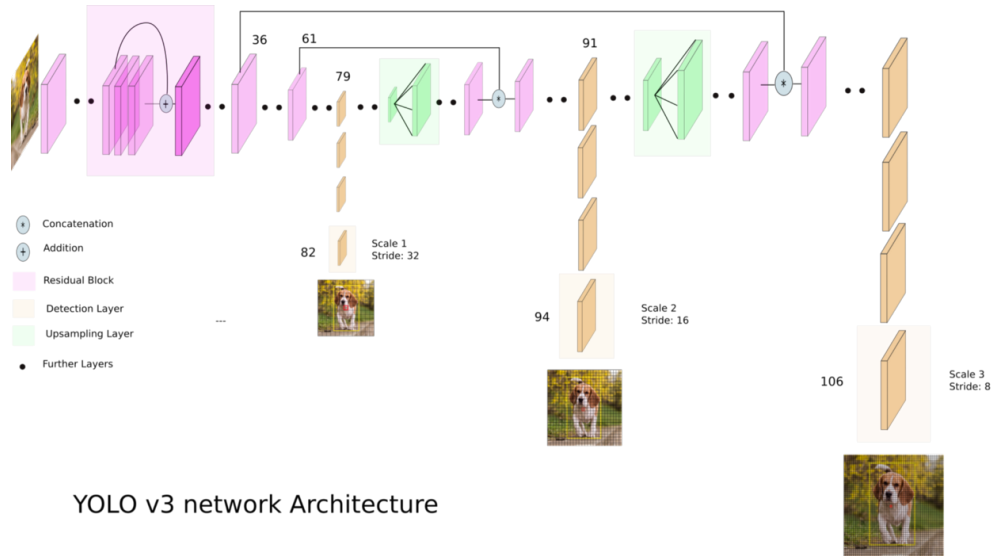 36
61
91
79
Concatenation
Addition
Residual Block
Detection Layer
Upsampling Layer
Further Layers
---
82
Scale 1
Stride: 32
94
Scale 2
Stride: 16
106
Scale 3
Stride: 8
YOLO v3 network Architecture